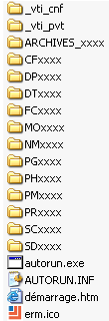 _vti_cnf
_vti_pvt
ARCHIVES_xxxx
CFxxxx
DPxxxx
DTxxxx
FCxxxx
MOxxxx
NMxxxx
PGxxxx
PHxxxx
PMxxxx
PRxxxx
SCxxxx
SDxxxx
autorun.exe
AUTORUN.INF
démarrage.htm
erm.ico